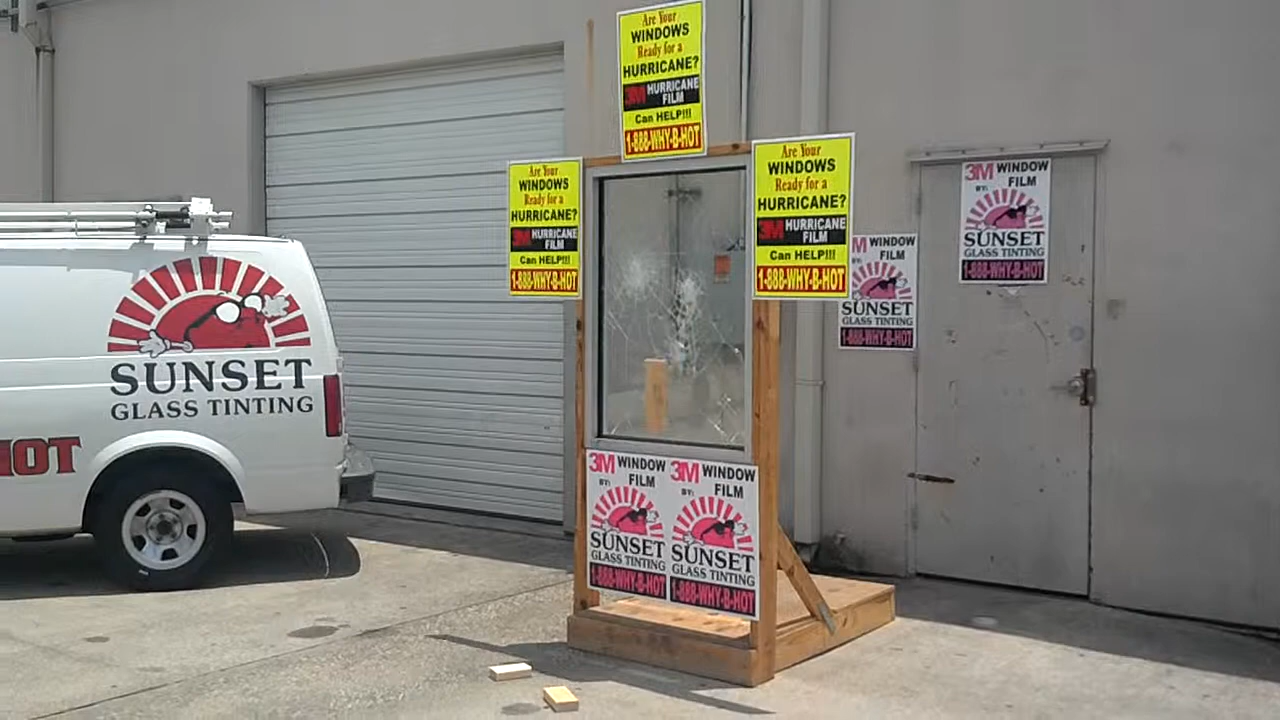 Are Your
WINDOWS
Ready for a
HURRICANE?
3M HURRICANE
FILM
Can HELP!!!
1-888-WHY-B-HOT
Are Your
WINDOWS
Ready for a
HURRICANE?
3M HURRICANE
FILM
Can HELP!!!
1-888-WHY-B-HOT
Are Your
WINDOWS
Ready for a
HURRICANE?
3M HURRICANE
FILM
Can HELP!!!
1-888-WHY-B-HOT
3M WINDOW
FILM
BY:
SUNSET
GLASS TINTING
1-888-WHY-B-HOT
3M WINDOW
FILM
BY:
SUNSET
GLASS TINTING
1-888-WHY-B-HOT
SUNSET
GLASS TINTING
HOT
3M WINDOW
FILM
BY:
SUNSET
GLASS TINTING
1-888-WHY-B-HOT
3M WINDOW
FILM
BY:
SUNSET
GLASS TINTING
1-888-WHY-B-HOT